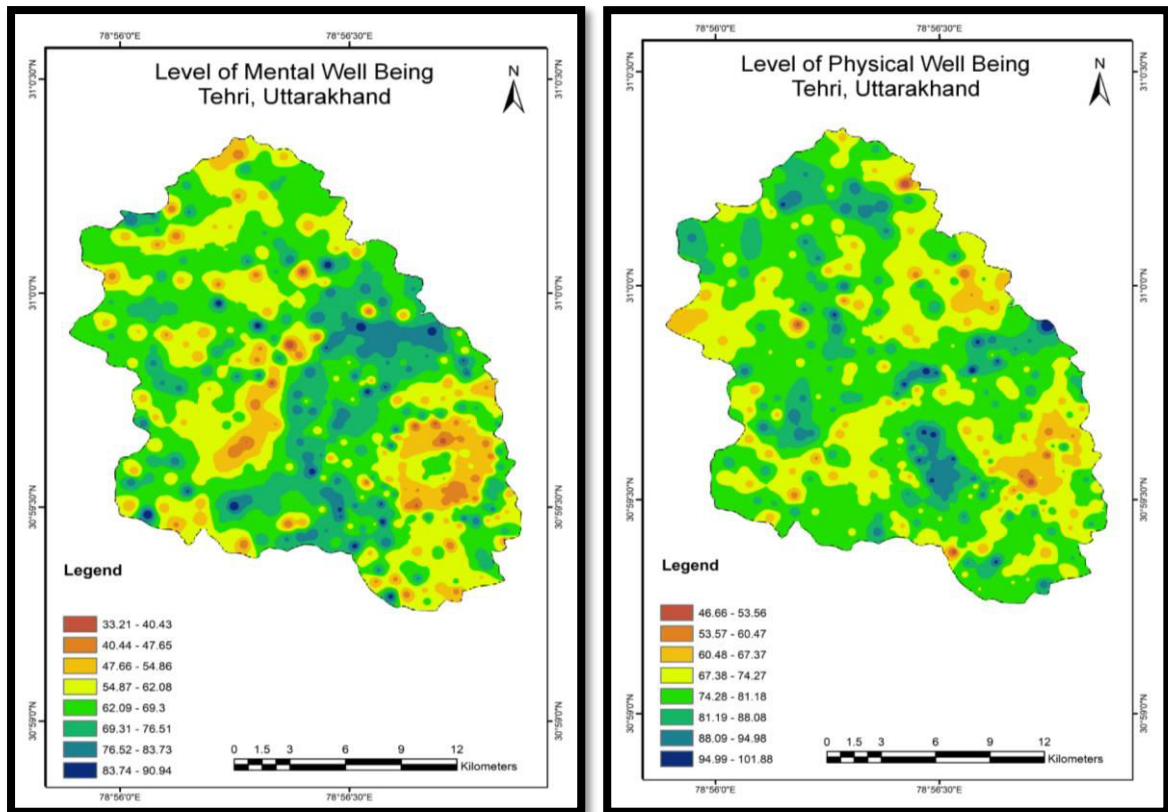 78°56'0"E 78°56'30"E
Level of Mental Well Being
Tehri, Uttarakhand
N
31°0'30"N 31°0'30"N
31°0'0"N 31°0'0"N
30°59'30"N 30°59'30"N
30°59'0"N 30°59'0"N
Legend
33.21 - 40.43
40.44 - 47.65
47.66 - 54.86
54.87 - 62.08
62.09 - 69.3
69.31 - 76.51
76.52 - 83.73
83.74 - 90.94
0 1.5 3 6 9 12
Kilometers
78°56'0"E 78°56'30"E
78°56'0"E 78°56'30"E
Level of Physical Well Being
Tehri, Uttarakhand
N
31°0'30"N 31°0'30"N
31°0'0"N 31°0'0"N
30°59'30"N 30°59'30"N
30°59'0"N 30°59'0"N
Legend
46.66 - 53.56
53.57 - 60.47
60.48 - 67.37
67.38 - 74.27
74.28 - 81.18
81.19 - 88.08
88.09 - 94.98
94.99 - 101.88
0 1.5 3 6 9 12
Kilometers
78°56'0"E 78°56'30"E